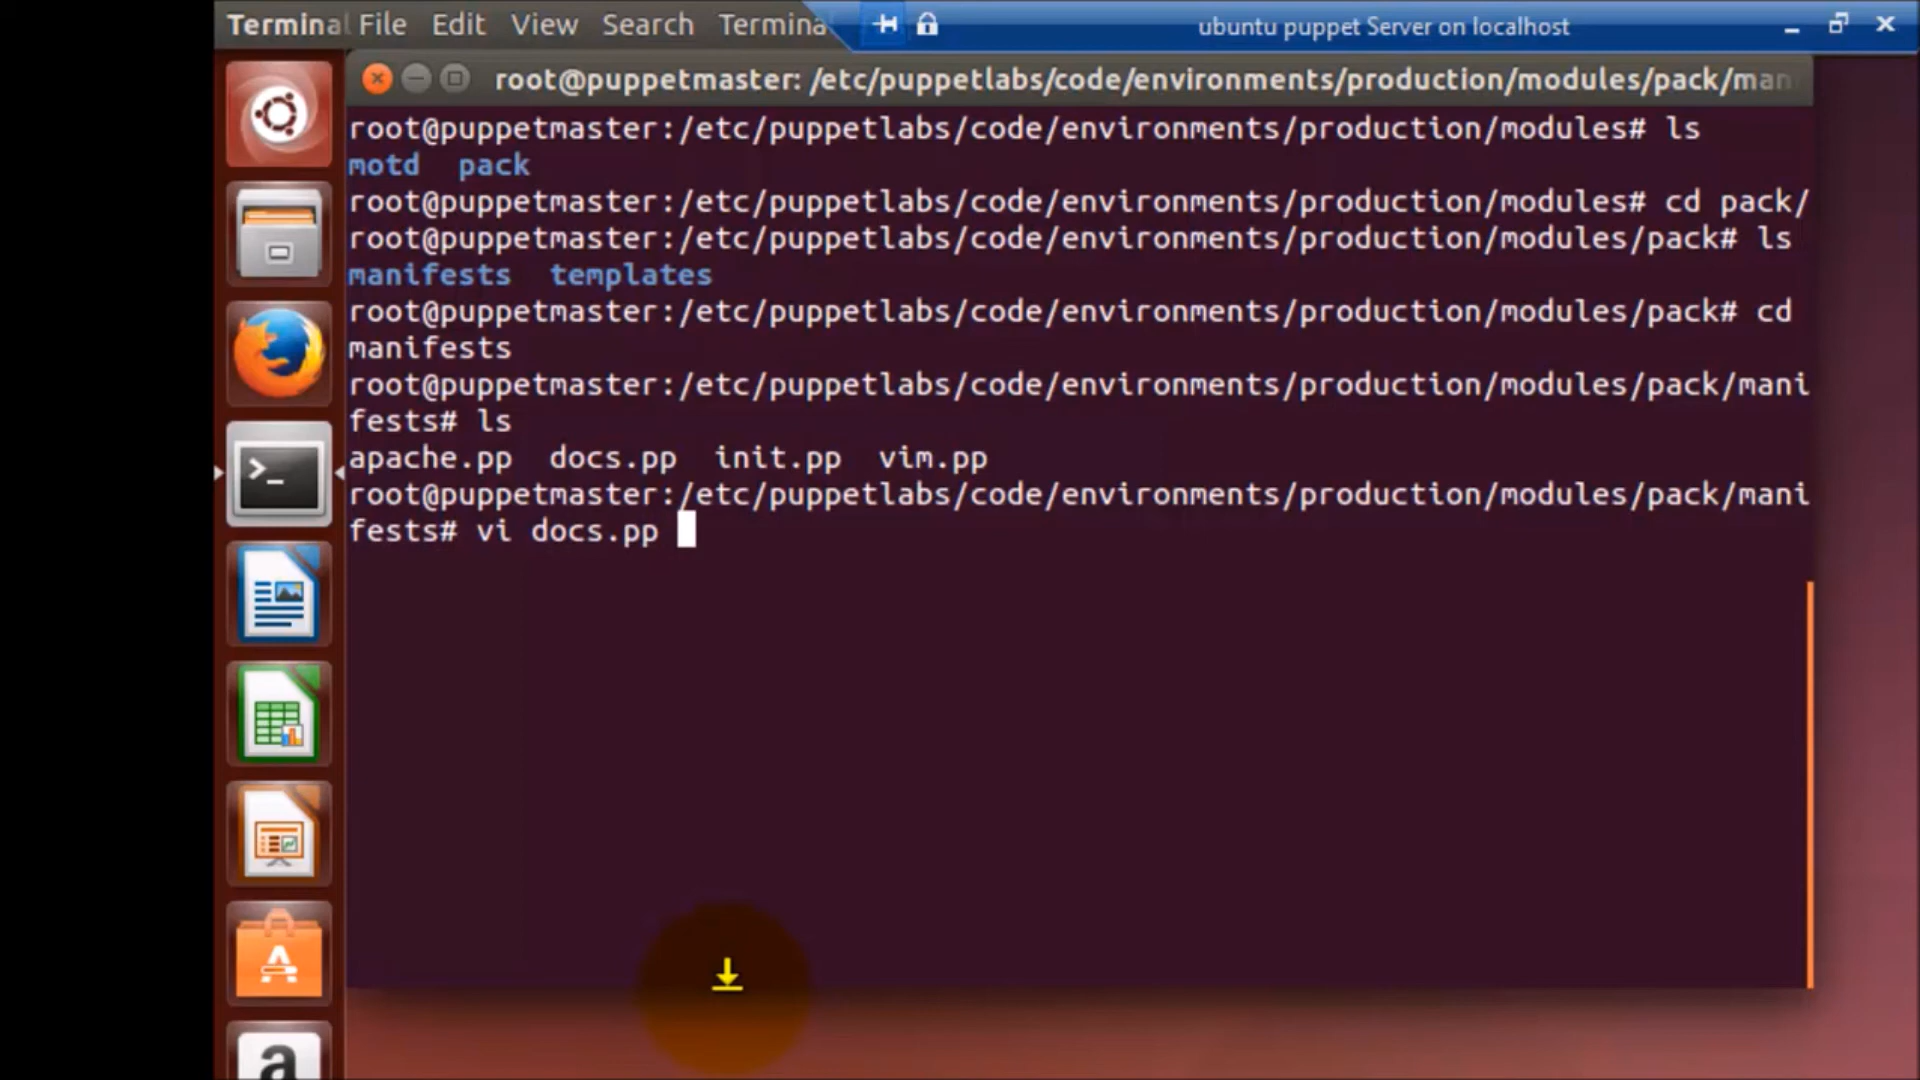 Terminal File Edit View Search Termina
ubuntu puppet Server on localhost
root@puppetmaster: /etc/puppetlabs/code/environments/production/modules/pack/man
root@puppetmaster:/etc/puppetlabs/code/environments/production/modules# ls
motd pack
root@puppetmaster:/etc/puppetlabs/code/environments/production/modules# cd pack/
root@puppetmaster:/etc/puppetlabs/code/environments/production/modules/pack# ls
manifests templates
root@puppetmaster:/etc/puppetlabs/code/environments/production/modules/pack# cd
manifests
root@puppetmaster:/etc/puppetlabs/code/environments/production/modules/pack/mani
fests# ls
apache.pp docs.pp init.pp vim.pp
root@puppetmaster:/etc/puppetlabs/code/environments/production/modules/pack/mani
fests# vi docs.pp